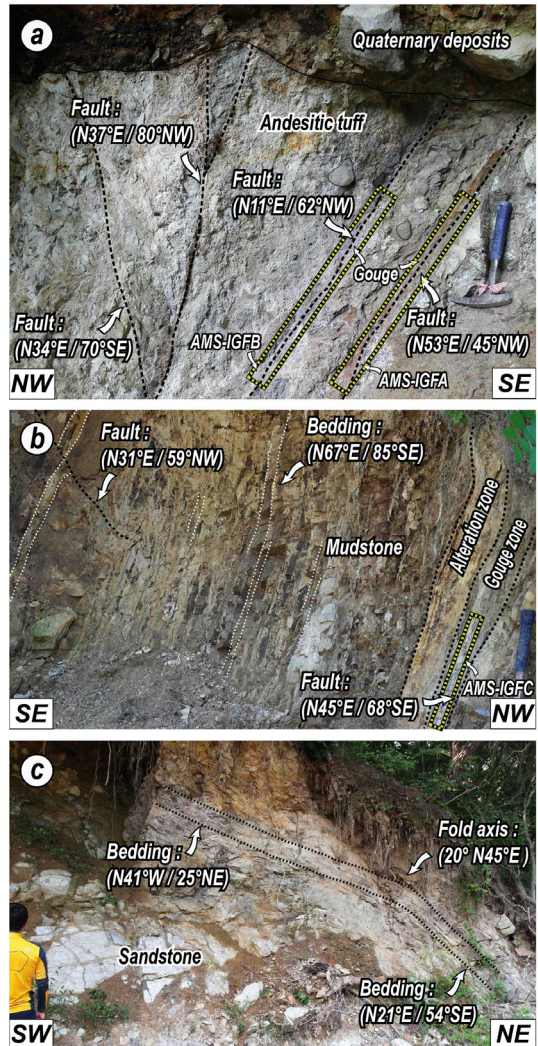 a
Quaternary deposits
Fault :
(N37°E / 80°NW)
Andesitic tuff
Fault :
(N11°E / 62°NW)
Gouge
Fault :
(N53°E / 45°NW)
Fault :
(N34°E / 70°SE)
AMS-IGFB
AMS-IGFA
NW
SE
b
Fault :
(N31°E / 59°NW)
Bedding :
(N67°E / 85°SE)
Mudstone
Alteration zone
Gouge zone
AMS-IGFC
Fault :
(N45°E / 68°SE)
SE
NW
c
Fold axis :
(20° N45°E )
Bedding :
(N41°W / 25°NE)
Sandstone
Bedding :
(N21°E / 54°SE)
SW
NE